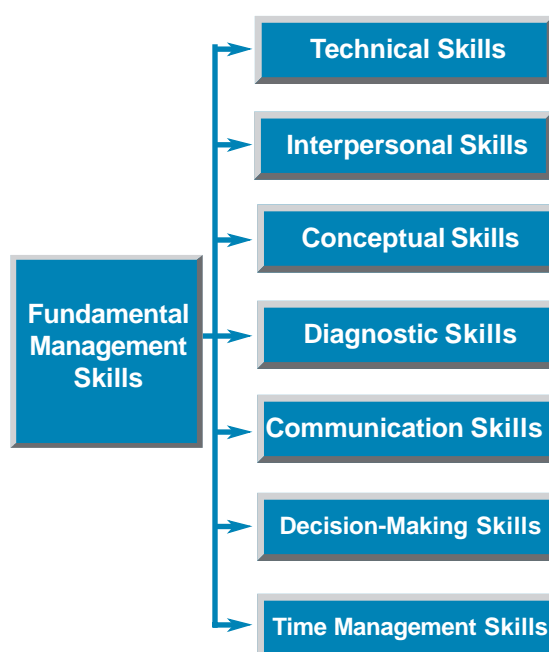 Technical Skills
Interpersonal Skills
Conceptual Skills
Fundamental
Management
Skills
Diagnostic Skills
Communication Skills
Decision-Making Skills
Time Management Skills